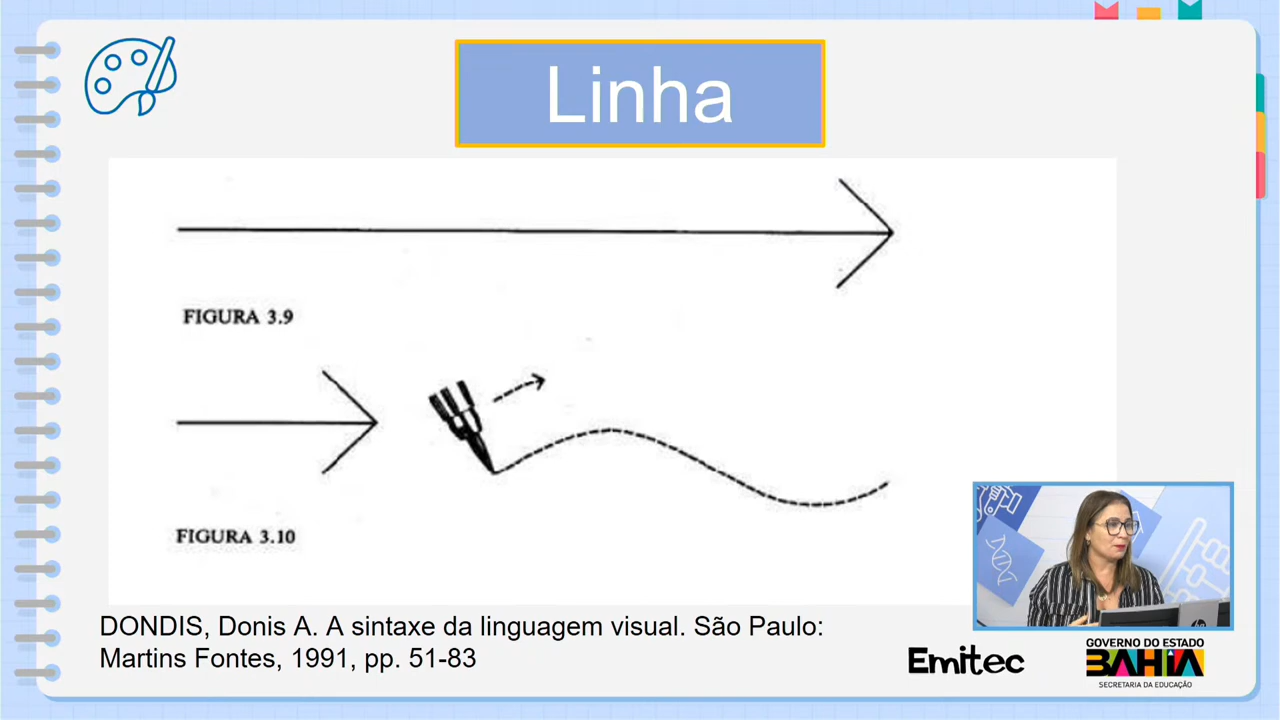 Linha
FIGURA 3.9
FIGURA 3.10
DONDIS, Donis A. A sintaxe da linguagem visual. São Paulo:
Martins Fontes, 1991, pp. 51-83
Emitec
GOVERNO DO ESTADO
BAHIA
SECRETARIA DA EDUCAÇÃO